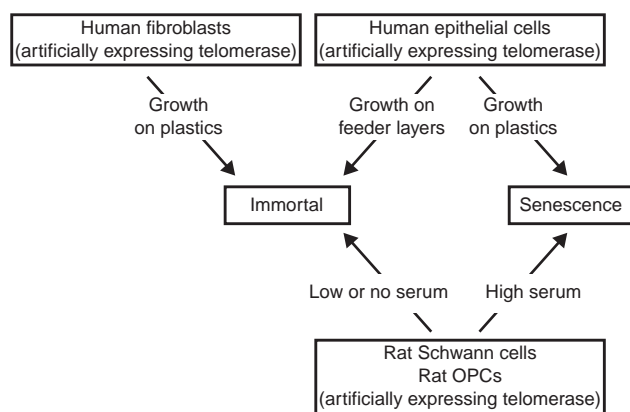 Human fibroblasts
(artificially expressing telomerase)
Human epithelial cells
(artificially expressing telomerase)
Growth
on plastics
Growth on
feeder layers
Growth
on plastics
Immortal
Senescence
Low or no serum
High serum
Rat Schwann cells
Rat OPCs
(artificially expressing telomerase)